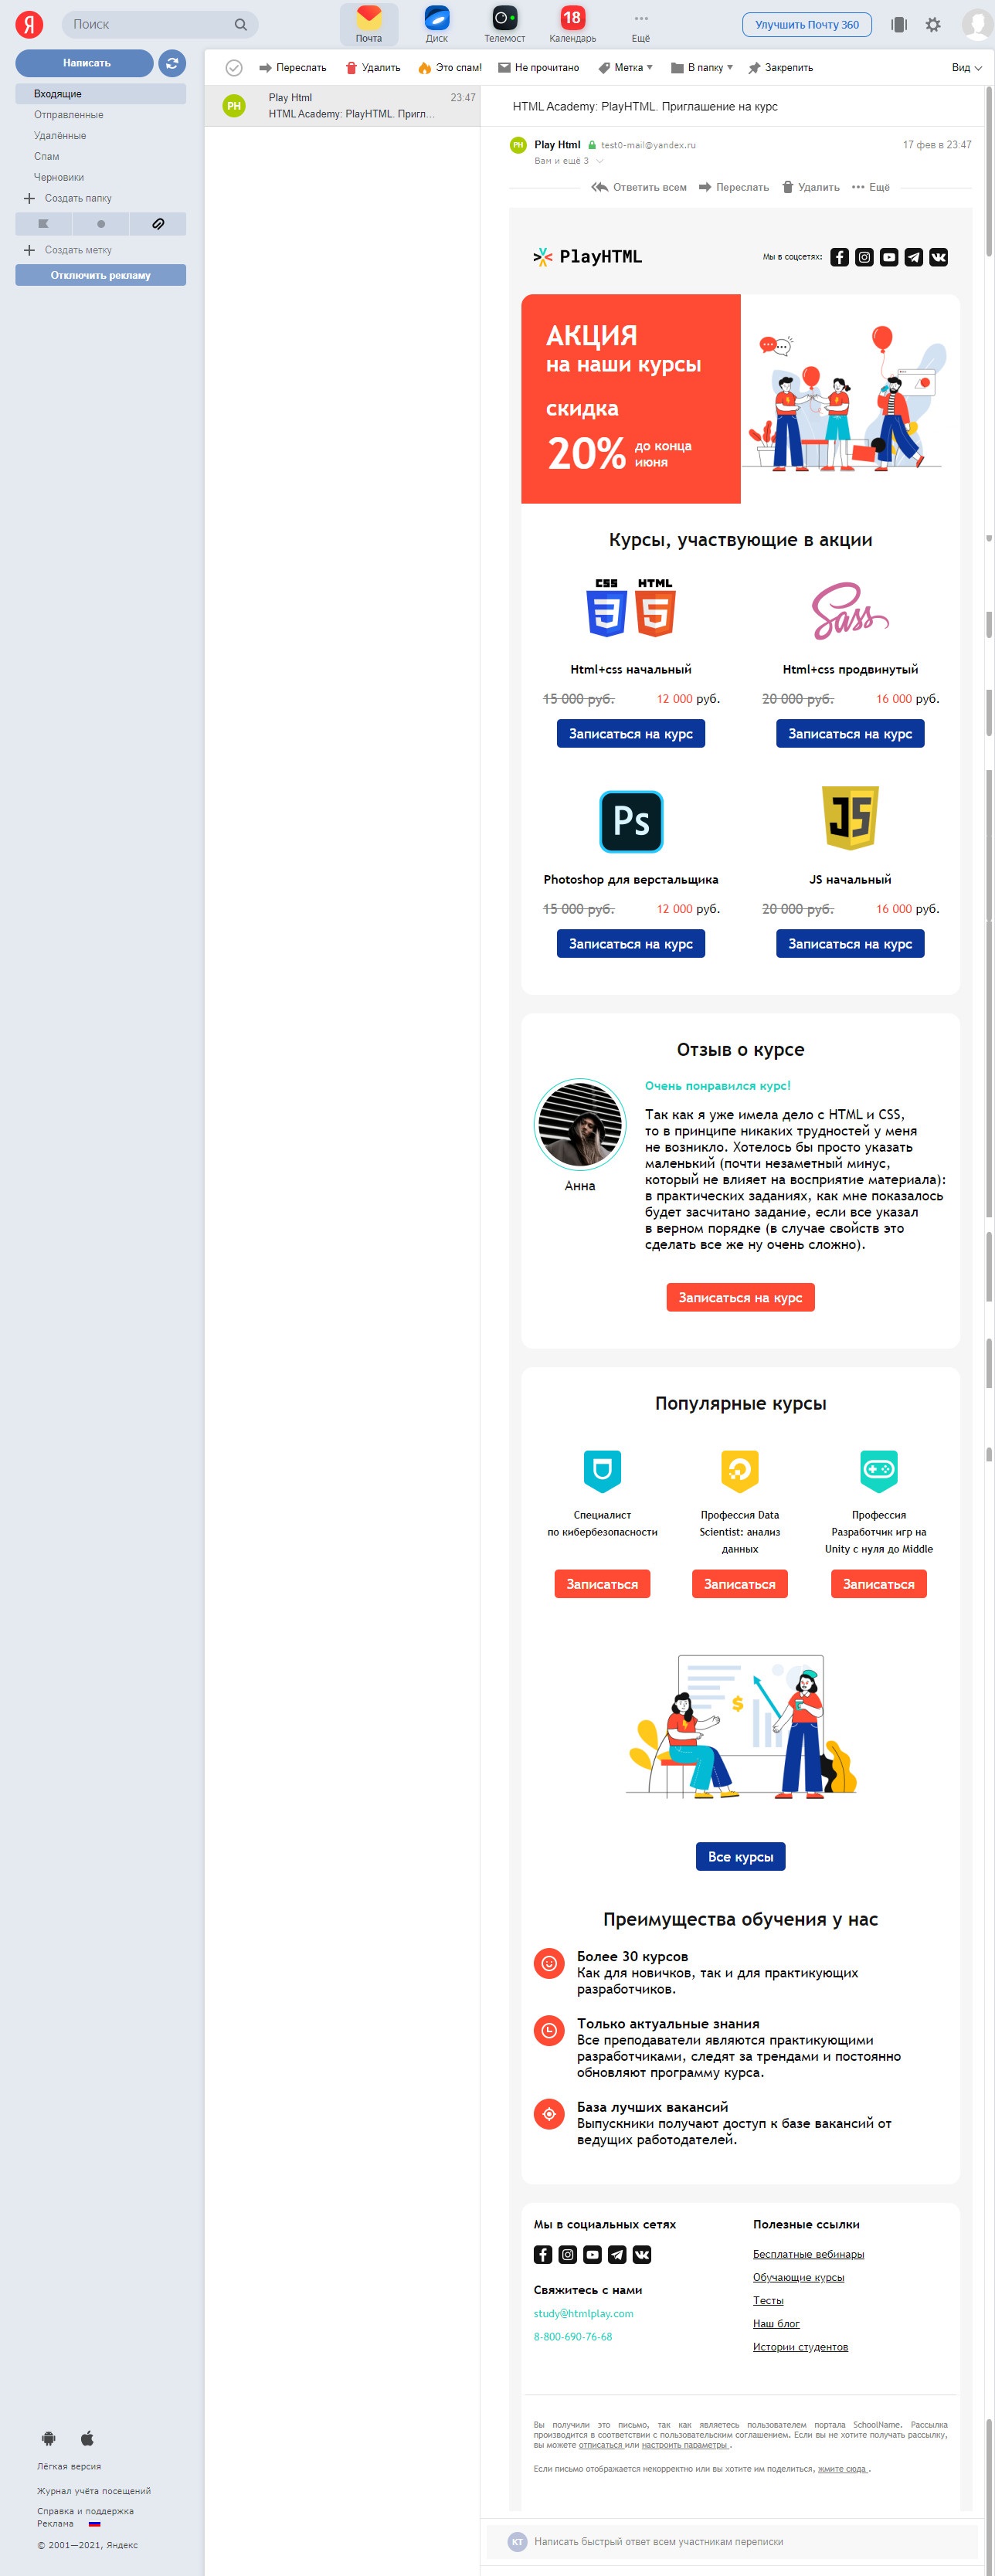 Я
Поиск
Почта
Диск
Телемост
18
Календарь
Ещё
Улучшить Почту 360
Написать
Входящие
Отправленные
Удалённые
Спам
Черновики
Создать папку
Создать метку
Отключить рекламу
Переслать
Удалить
Это спам!
Не прочитано
Метка
В папку
Закрепить
Вид
PH
Play Html
23:47
HTML Academy: PlayHTML. Пригл...
HTML Academy: PlayHTML. Приглашение на курс
PH
Play Html
test0-mail@yandex.ru
17 фев в 23:47
Вам и ещё 3
Ответить всем
Переслать
Удалить
Ещё
PlayHTML
Мы в соцсетях:
АКЦИЯ
на наши курсы
скидка
20% до конца
июня
Курсы, участвующие в акции
CSS HTML
Sass
Html+css начальный
Html+css продвинутый
15 000 руб. 12 000 руб.
20 000 руб. 16 000 руб.
Записаться на курс
Записаться на курс
Ps
JS
Photoshop для верстальщика
JS начальный
15 000 руб. 12 000 руб.
20 000 руб. 16 000 руб.
Записаться на курс
Записаться на курс
Отзыв о курсе
Очень понравился курс!
Так как я уже имела дело с HTML и CSS,
то в принципе никаких трудностей у меня
не возникло. Хотелось бы просто указать
маленький (почти незаметный минус,
который не влияет на восприятие материала):
в практических заданиях, как мне показалось
будет засчитано задание, если все указал
в верном порядке (в случае свойств это
сделать все же ну очень сложно).
Анна
Записаться на курс
Популярные курсы
Специалист
по кибербезопасности
Профессия Data
Scientist: анализ
данных
Профессия
Разработчик игр на
Unity с нуля до Middle
Записаться
Записаться
Записаться
$
Все курсы
Преимущества обучения у нас
Более 30 курсов
Как для новичков, так и для практикующих
разработчиков.
Только актуальные знания
Все преподаватели являются практикующими
разработчиками, следят за трендами и постоянно
обновляют программу курса.
База лучших вакансий
Выпускники получают доступ к базе вакансий от
ведущих работодателей.
Мы в социальных сетях
Свяжитесь с нами
study@htmlplay.com
8-800-690-76-68
Полезные ссылки
Бесплатные вебинары
Обучающие курсы
Тесты
Наш блог
Истории студентов
Вы получили это письмо, так как являетесь пользователем портала SchoolName. Рассылка
производится в соответствии с пользовательским соглашением. Если вы не хотите получать рассылку,
вы можете отписаться или настроить параметры .
Если письмо отображается некорректно или вы хотите им поделиться, жмите сюда .
Лёгкая версия
Журнал учёта посещений
Справка и поддержка
Реклама
© 2001—2021, Яндекс
КТ
Написать быстрый ответ всем участникам переписки